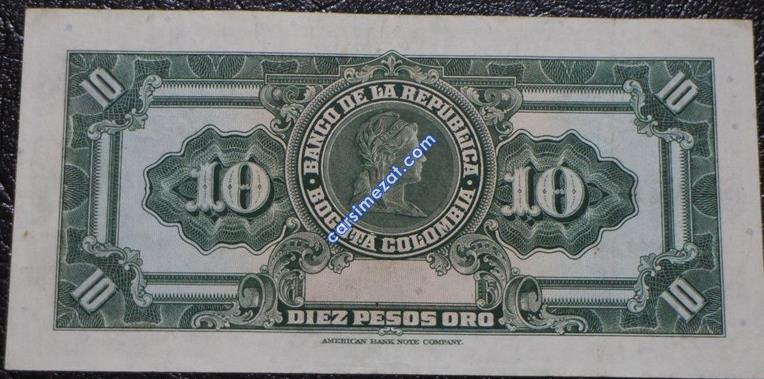 10 10
BANCO DE LA REPUBLICA
10 10
BOGOTÁ COLOMBIA
carsimezat.com
10 10
DIEZ PESOS ORO
AMERICAN BANK NOTE COMPANY.